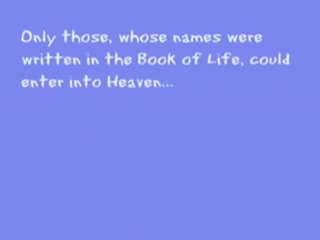 Only those, whose names were
written in the Book of Life, could
enter into Heaven...